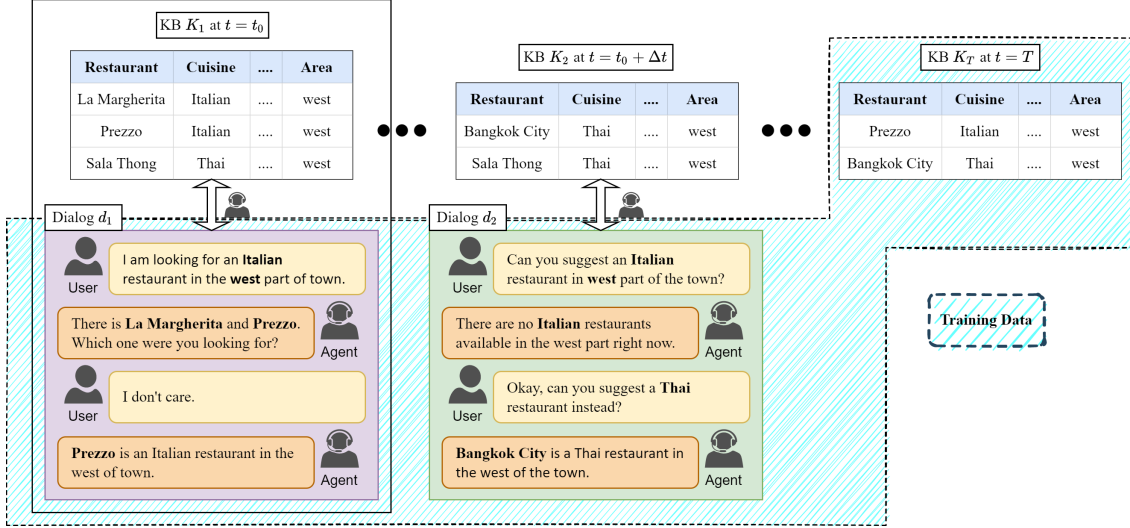 KB K₁ at t = t₀
Restaurant Cuisine .... Area
La Margherita Italian .... west
Prezzo Italian .... west
Sala Thong Thai .... west
KB K₂ at t = t₀ + Δt
Restaurant Cuisine .... Area
Bangkok City Thai .... west
Sala Thong Thai .... west
KB K_T at t = T
Restaurant Cuisine .... Area
Prezzo Italian .... west
Bangkok City Thai .... west
Dialog d₁
I am looking for an Italian
restaurant in the west part of town.
User
There is La Margherita and Prezzo.
Which one were you looking for?
Agent
I don't care.
User
Prezzo is an Italian restaurant in the
west of town.
Agent
Dialog d₂
Can you suggest an Italian
restaurant in west part of the town?
User
There are no Italian restaurants
available in the west part right now.
Agent
Okay, can you suggest a Thai
restaurant instead?
User
Bangkok City is a Thai restaurant in
the west of the town.
Agent
Training Data